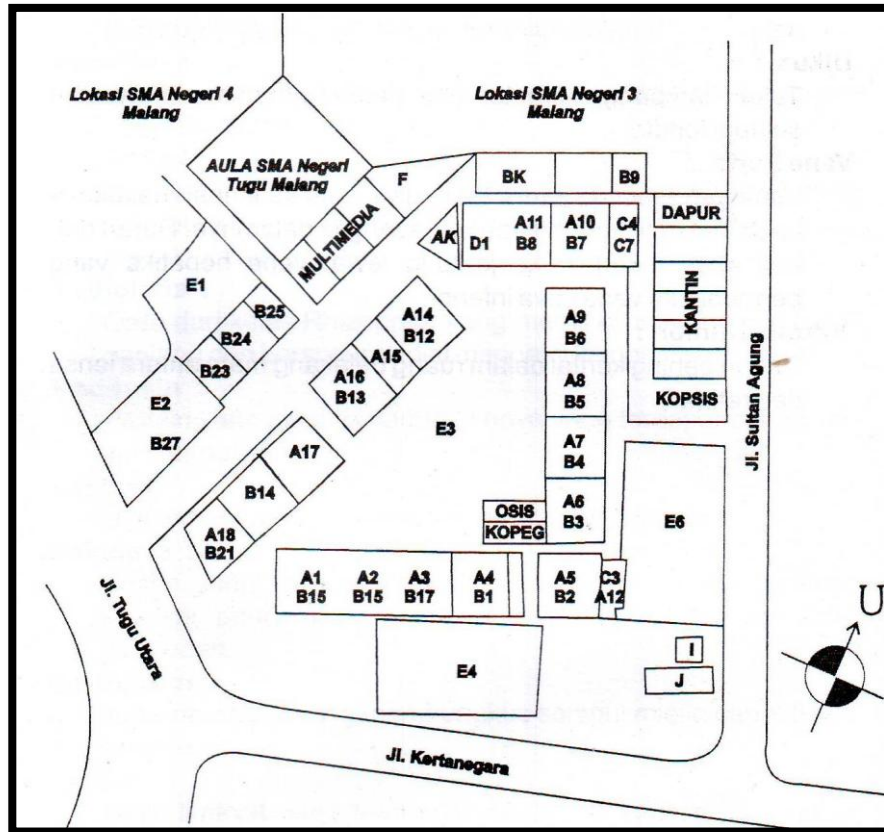 Lokasi SMA Negeri 4
Malang
Lokasi SMA Negeri 3
Malang
AULA SMA Negeri
Tugu Malang
F
BK
B9
MULTIMEDIA
AK
D1
A11
B8
A10
B7
C4
C7
DAPUR
E1
B25
B24
B23
A14
B12
A15
A16
B13
A9
B6
KANTIN
A8
B5
KOPSIS
E2
B27
E3
A7
B4
Jl. Sultan Agung
A17
B14
A18
B21
OSIS
KOPEG
A6
B3
E6
A1
B15
A2
B15
A3
B17
A4
B1
A5
B2
C3
A12
Jl. Tugu Utara
E4
I
J
U
Jl. Kertanegara